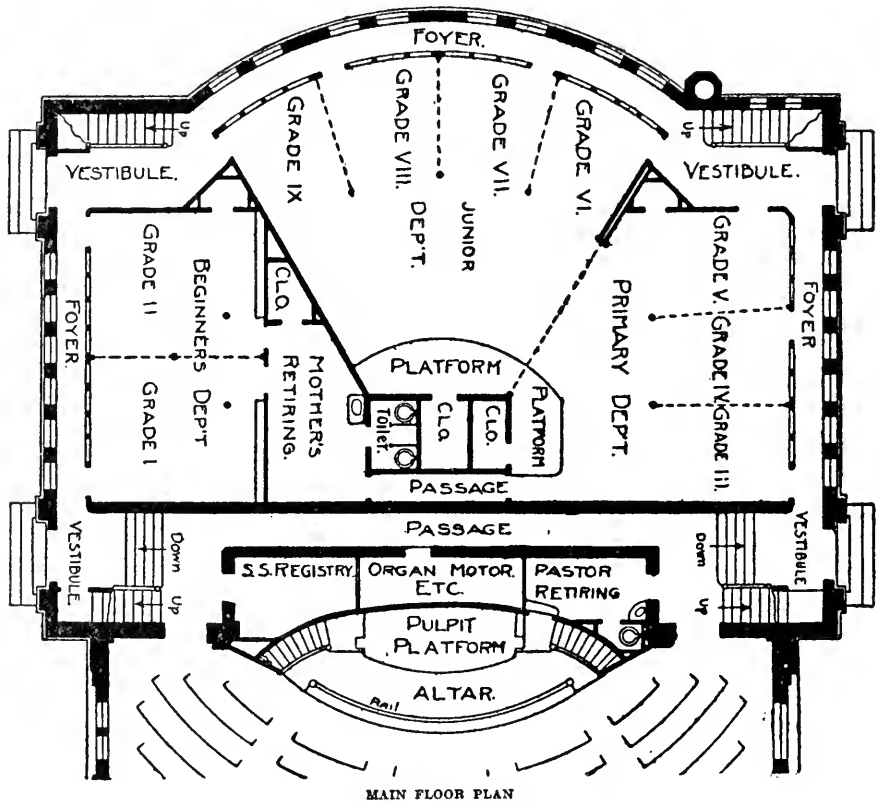 FOYER.
UP
UP
VESTIBULE.
VESTIBULE.
GRADE IX
GRADE VIII.
GRADE VII.
GRADE VI.
JUNIOR
DEP'T.
GRADE II
BEGINNERS DEP'T
GRADE I
FOYER.
CLO.
MOTHER'S
RETIRING.
PRIMARY DEP'T.
GRADE V.
GRADE IV.
GRADE III.
FOYER
PLATFORM
PLATFORM
Toilet.
CLO.
CLO.
PASSAGE
PASSAGE
VESTIBULE.
Down
UP
Down
UP
VESTIBULE
S.S. REGISTRY.
ORGAN MOTOR.
ETC.
PASTOR
RETIRING
PULPIT
PLATFORM
ALTAR.
Rail
MAIN FLOOR PLAN